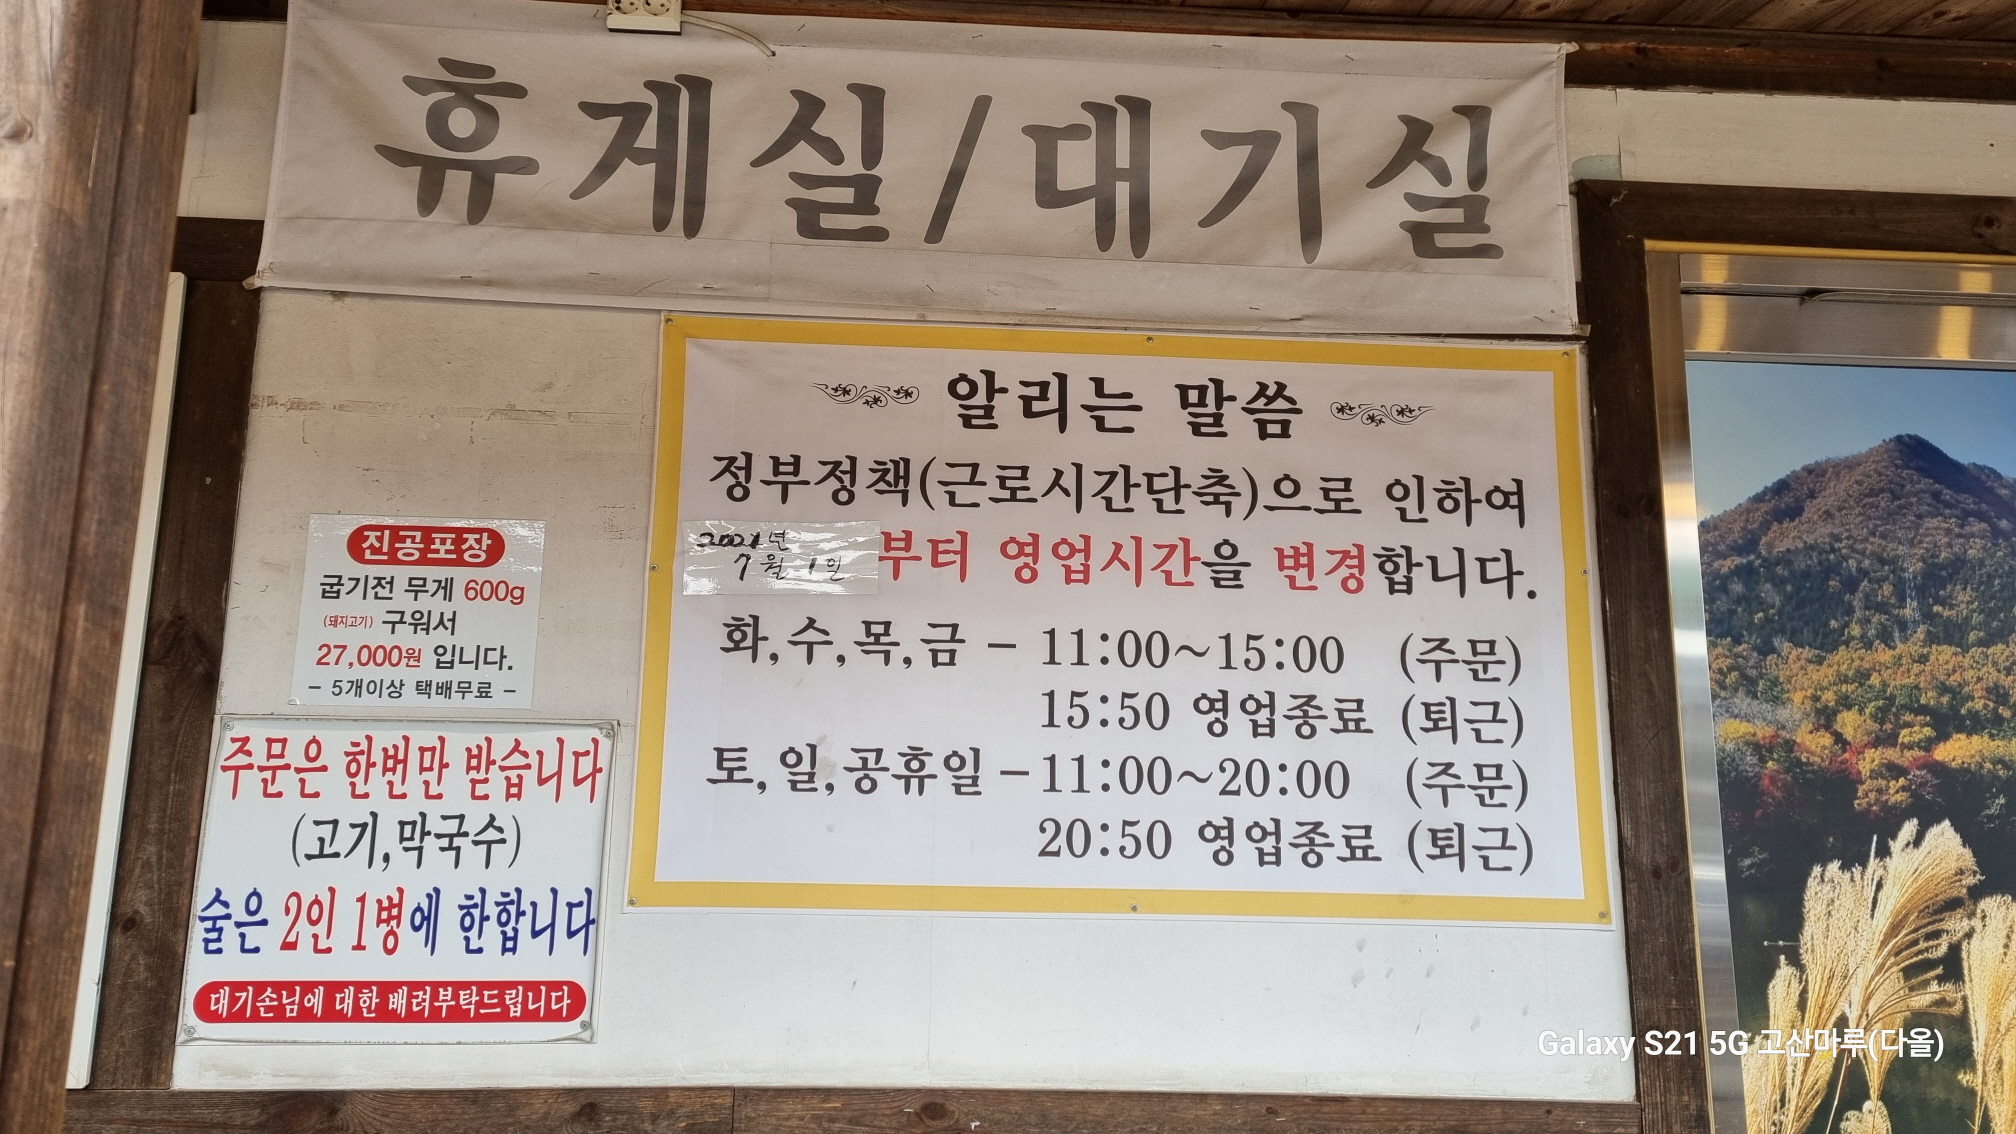 휴게실/대기실
알리는 말씀
정부정책(근로시간단축)으로 인하여
2021년 7월 1일부터 영업시간을 변경합니다.
화,수,목,금 - 11:00~15:00 (주문)
15:50 영업종료 (퇴근)
토,일,공휴일 - 11:00~20:00 (주문)
20:50 영업종료 (퇴근)
진공포장
굽기전 무게 600g
(돼지고기) 구워서
27,000원 입니다.
- 5개이상 택배무료 -
주문은 한번만 받습니다
(고기,막국수)
술은 2인 1병에 한합니다
대기손님에 대한 배려부탁드립니다
Galaxy S21 5G 고산마루(다올)